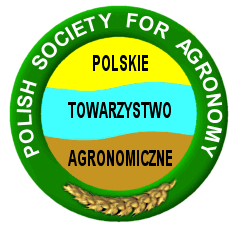 POLISH SOCIETY FOR AGRONOMY
POLSKIE
TOWARZYSTWO
AGRONOMICZNE